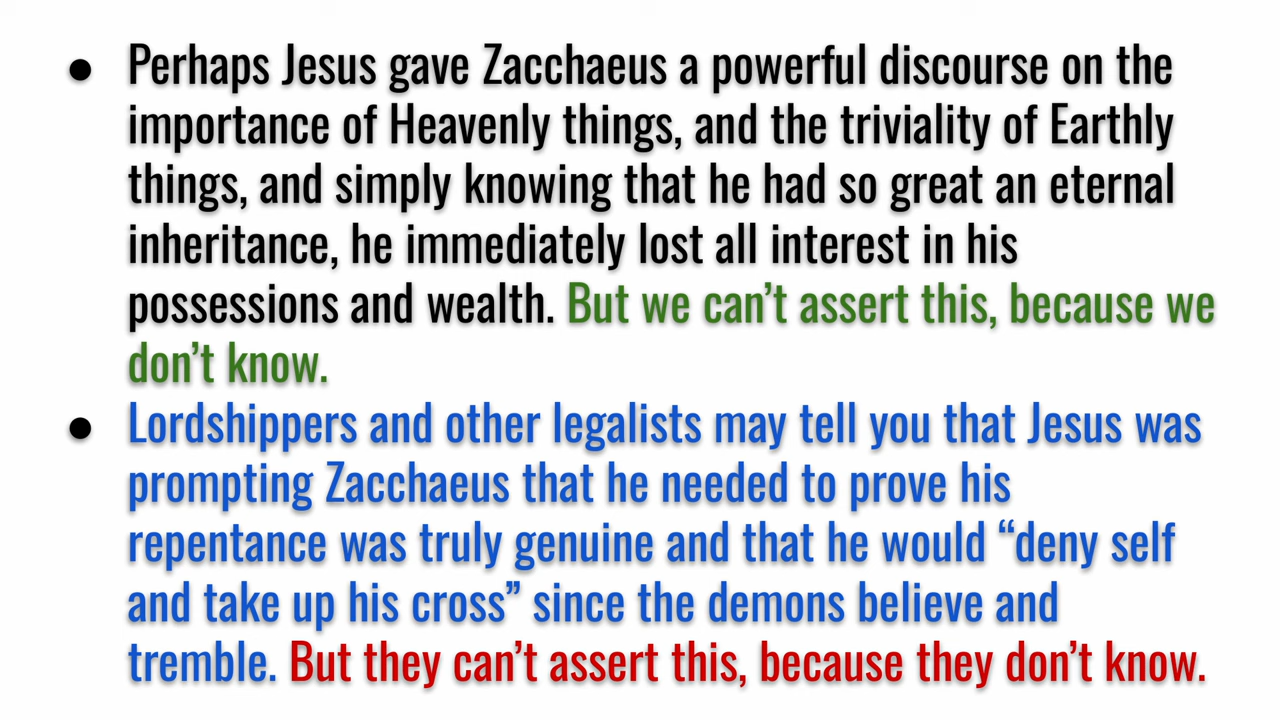 ● Perhaps Jesus gave Zacchaeus a powerful discourse on the
importance of Heavenly things, and the triviality of Earthly
things, and simply knowing that he had so great an eternal
inheritance, he immediately lost all interest in his
possessions and wealth. But we can’t assert this, because we
don’t know.
● Lordshippers and other legalists may tell you that Jesus was
prompting Zacchaeus that he needed to prove his
repentance was truly genuine and that he would “deny self
and take up his cross” since the demons believe and
tremble. But they can’t assert this, because they don’t know.